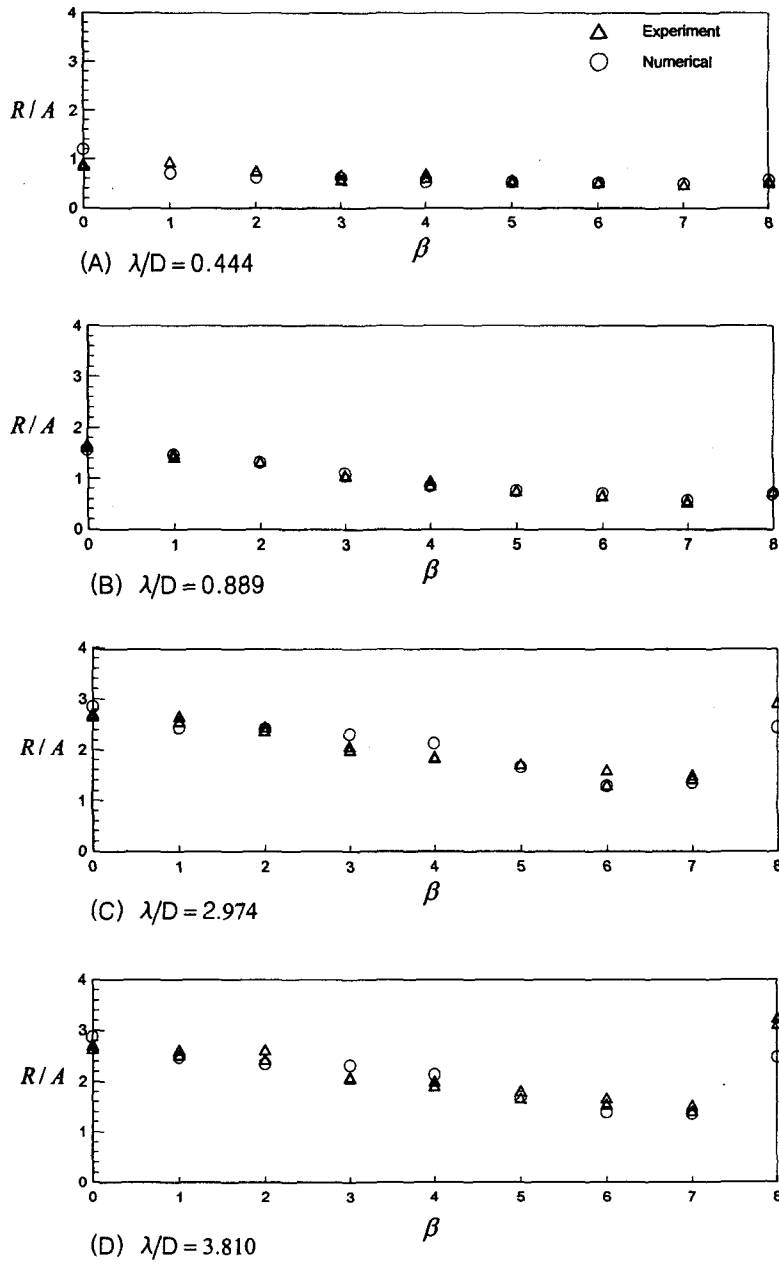 4
3
2
1
0
R/A
△ Experiment
○ Numerical
0 1 2 3 4 5 6 7 8
β
(A) λ/D = 0.444
4
3
2
1
0
R/A
0 1 2 3 4 5 6 7 8
β
(B) λ/D = 0.889
4
3
2
1
0
R/A
0 1 2 3 4 5 6 7 8
β
(C) λ/D = 2.974
4
3
2
1
0
R/A
0 1 2 3 4 5 6 7 8
β
(D) λ/D = 3.810